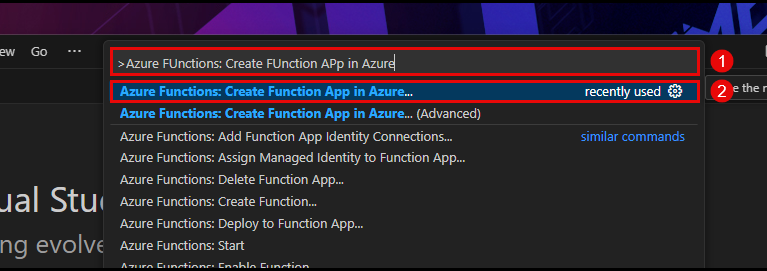 ew Go ...
>Azure FUnctions: Create FUnction APp in Azure
1
Azure Functions: Create Function App in Azure... recently used
2
e the
Azure Functions: Create Function App in Azure... (Advanced)
Azure Functions: Add Function App Identity Connections... similar commands
Azure Functions: Assign Managed Identity to Function App...
Azure Functions: Delete Function App...
ual Stu
Azure Functions: Create Function...
Azure Functions: Deploy to Function App...
ng evolve
Azure Functions: Start
Azure Functions: Enable Function